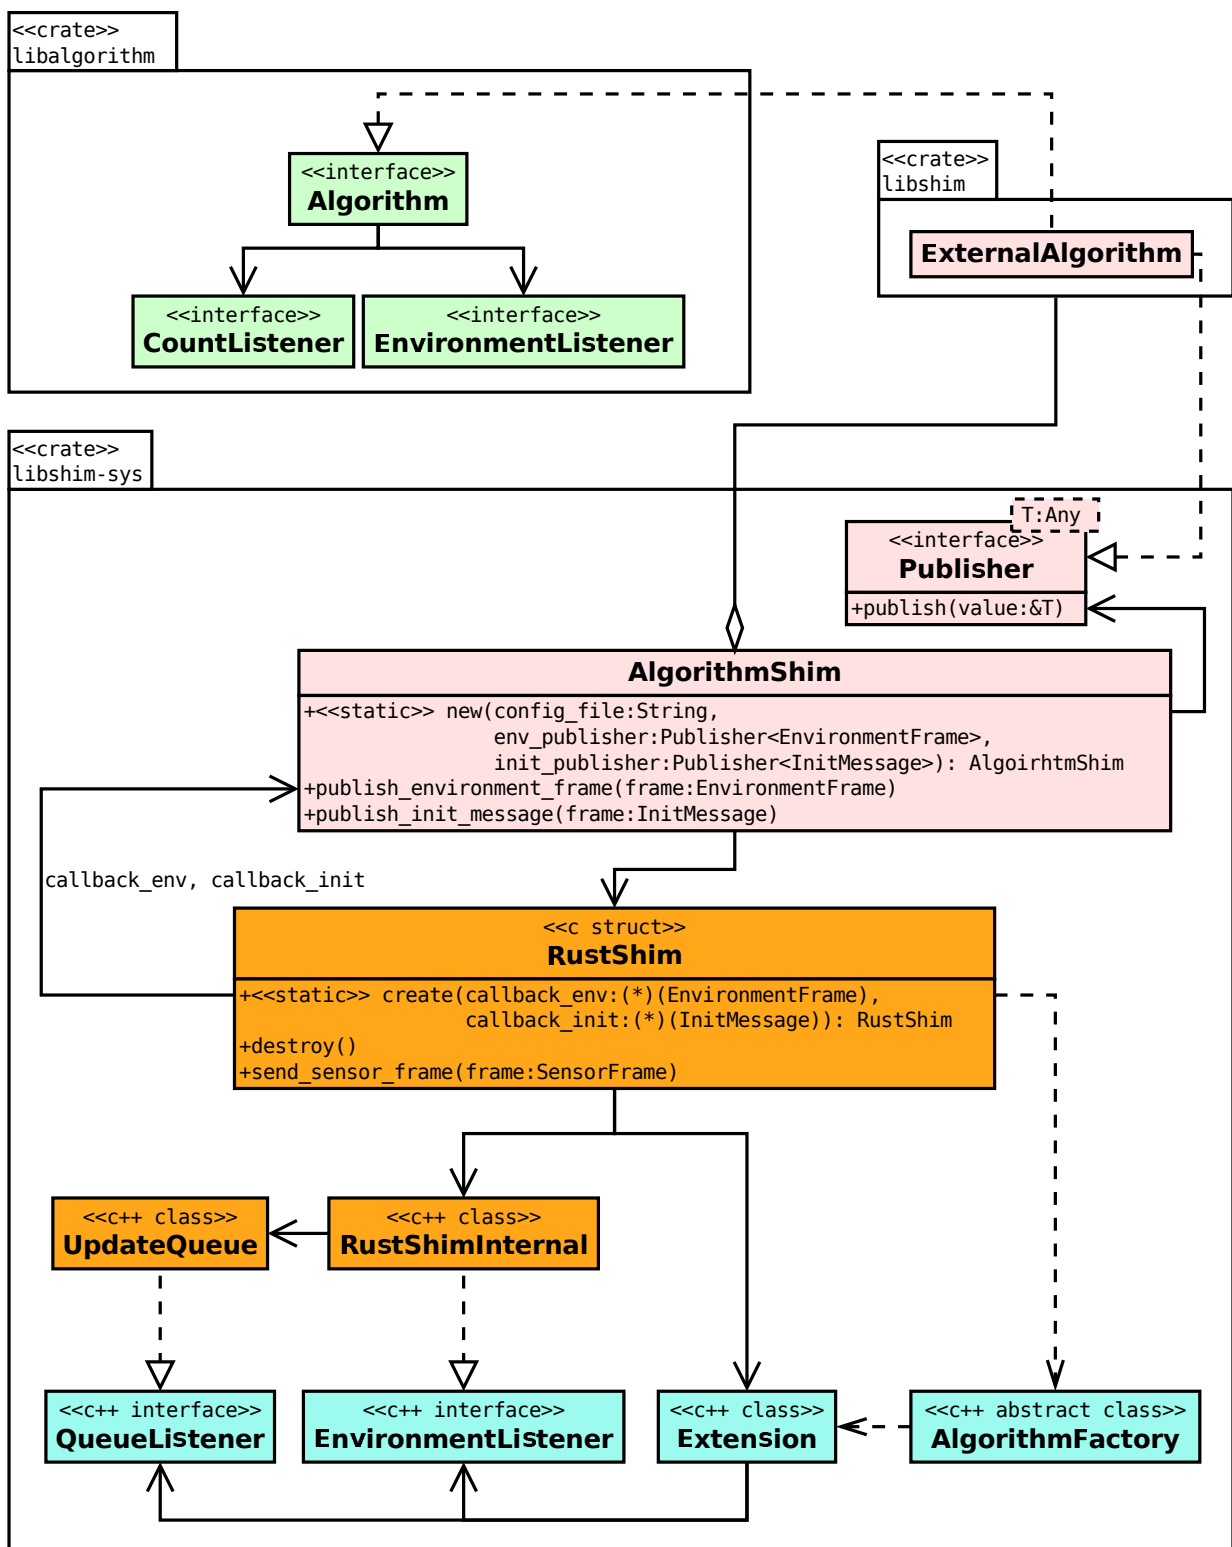 <<crate>>
libalgorithm
<<interface>>
Algorithm
<<interface>>
CountListener
<<interface>>
EnvironmentListener
<<crate>>
libshim
ExternalAlgorithm
<<crate>>
libshim-sys
T:Any
<<interface>>
Publisher
+publish(value:&T)
AlgorithmShim
+<<static>> new(config_file:String,
env_publisher:Publisher<EnvironmentFrame>,
init_publisher:Publisher<InitMessage>): AlgoirhtmShim
+publish_environment_frame(frame:EnvironmentFrame)
+publish_init_message(frame:InitMessage)
callback_env, callback_init
<<c struct>>
RustShim
+<<static>> create(callback_env:(*)(EnvironmentFrame),
callback_init:(*)(InitMessage)): RustShim
+destroy()
+send_sensor_frame(frame:SensorFrame)
<<c++ class>>
UpdateQueue
<<c++ class>>
RustShimInternal
<<c++ interface>>
QueueListener
<<c++ interface>>
EnvironmentListener
<<c++ class>>
Extension
<<c++ abstract class>>
AlgorithmFactory